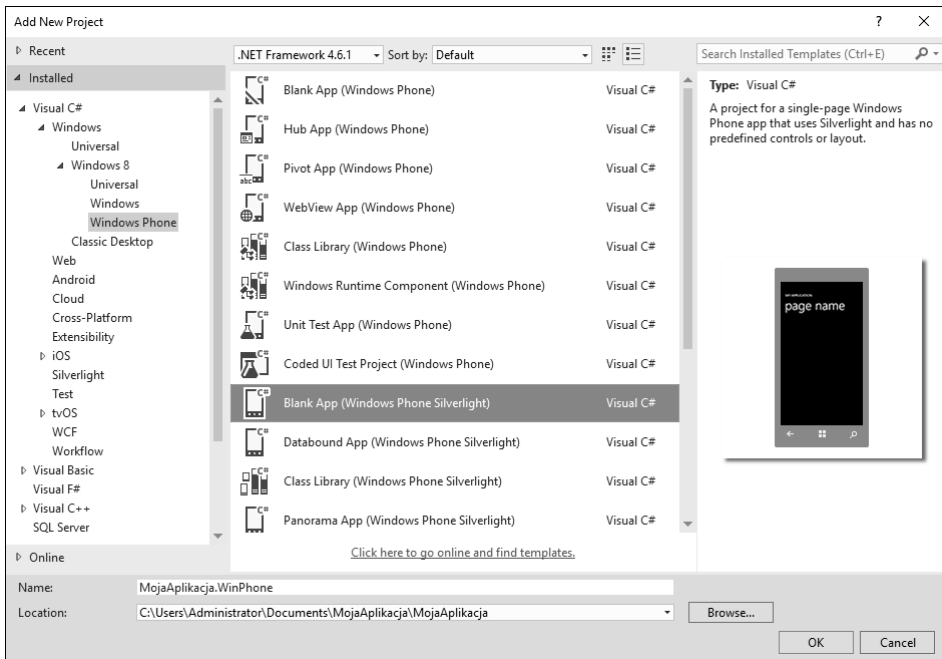 Add New Project
? ×
Recent
.NET Framework 4.6.1 Sort by: Default
Search Installed Templates (Ctrl+E)
Installed
Visual C#
Windows
Universal
Windows 8
Universal
Windows
Windows Phone
Classic Desktop
Web
Android
Cloud
Cross-Platform
Extensibility
iOS
Silverlight
Test
tvOS
WCF
Workflow
Visual Basic
Visual F#
Visual C++
SQL Server
Online
Blank App (Windows Phone) Visual C#
Hub App (Windows Phone) Visual C#
Pivot App (Windows Phone) Visual C#
WebView App (Windows Phone) Visual C#
Class Library (Windows Phone) Visual C#
Windows Runtime Component (Windows Phone) Visual C#
Unit Test App (Windows Phone) Visual C#
Coded UI Test Project (Windows Phone) Visual C#
Blank App (Windows Phone Silverlight) Visual C#
Databound App (Windows Phone Silverlight) Visual C#
Class Library (Windows Phone Silverlight) Visual C#
Panorama App (Windows Phone Silverlight) Visual C#
Click here to go online and find templates.
Type: Visual C#
A project for a single-page Windows
Phone app that uses Silverlight and has no
predefined controls or layout.
MY APPLICATION
page name
Name: MojaAplikacja.WinPhone
Location: C:\Users\Administrator\Documents\MojaAplikacja\MojaAplikacja
Browse...
OK Cancel